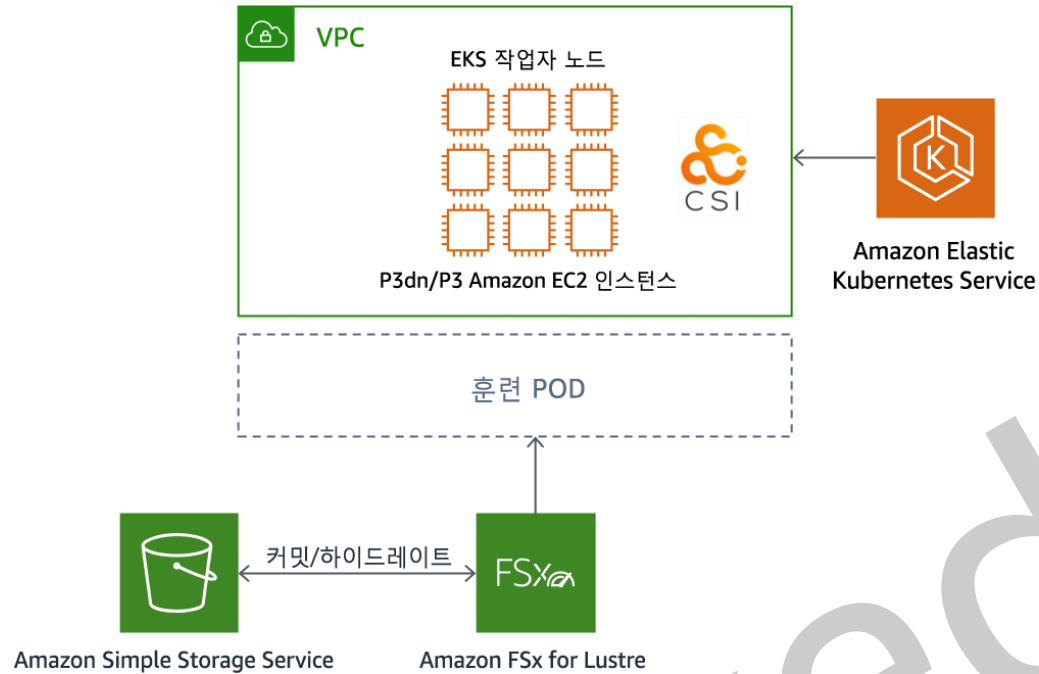 VPC
EKS 작업자 노드
CSI
K
P3dn/P3 Amazon EC2 인스턴스
Amazon Elastic
Kubernetes Service
훈련 POD
커밋/하이드레이트
FSx
Amazon Simple Storage Service
Amazon FSx for Lustre